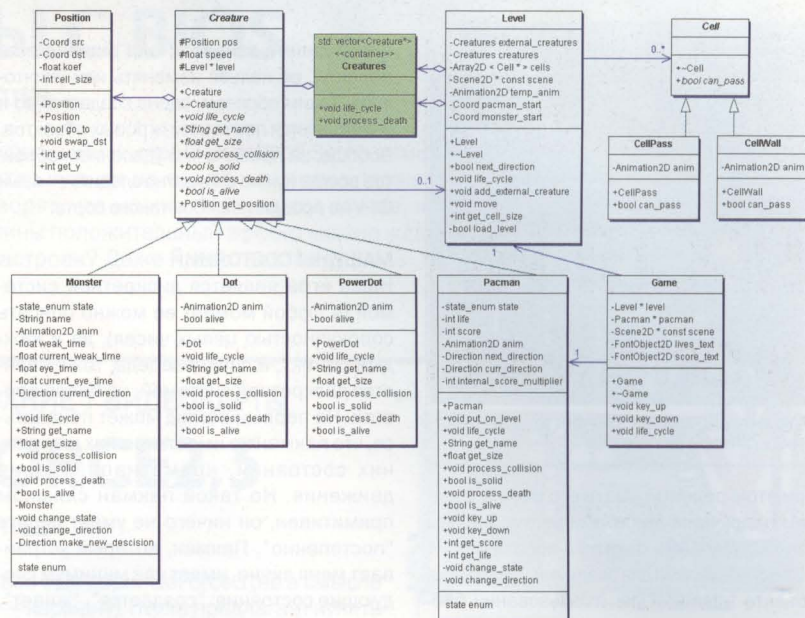 Position
-Coord src
-Coord dst
-float koef
-int cell_size
+Position
+Position
+bool go_to
+void swap_dst
+int get_x
+int get_y
Creature
#Position pos
#float speed
#Level * level
+Creature
+~Creature
+void life_cycle
+String get_name
+float get_size
+void process_collision
+bool is_solid
+void process_death
+bool is_alive
+Position get_position
std: vector<Creature*>
<<container>>
Creatures
+void life_cycle
+void process_death
0..1
Level
-Creatures external_creatures
-Creatures creatures
-Array2D < Cell * > cells
-Scene2D * const scene
-Animation2D temp_anim
-Coord pacman_start
-Coord monster_start
+Level
+~Level
+bool next_direction
+void life_cycle
+void add_external_creature
+void move
+int get_cell_size
-bool load_level
0..*
Cell
+~Cell
+bool can_pass
CellPass
-Animation2D anim
+CellPass
+bool can_pass
CellWall
-Animation2D anim
+CellWall
+bool can_pass
Monster
-state_enum state
-String name
-Animation2D anim
-float weak_time
-float current_weak_time
-float eye_time
-float current_eye_time
-Direction current_direction
+void life_cycle
+String get_name
+float get_size
+void process_collision
+bool is_solid
+void process_death
+bool is_alive
-Monster
-void change_state
-void change_direction
-Direction make_new_descision
state enum
Dot
-Animation2D anim
-bool alive
+Dot
+void life_cycle
+String get_name
+float get_size
+void process_collision
+bool is_solid
+void process_death
+bool is_alive
PowerDot
-Animation2D anim
-bool alive
+PowerDot
+void life_cycle
+String get_name
+float get_size
+void process_collision
+bool is_solid
+void process_death
+bool is_alive
1
Pacman
-state_enum state
-int life
-int score
-Animation2D anim
-Direction next_direction
-Direction curr_direction
-int internal_score_multiplier
+Pacman
+void put_on_level
+void life_cycle
+String get_name
+float get_size
+void process_collision
+bool is_solid
+void process_death
+bool is_alive
+void key_up
+void key_down
+int get_score
+int get_life
-void change_state
-void change_direction
state enum
1
Game
-Level * level
-Pacman * pacman
-Scene2D * const scene
-FontObject2D lives_text
-FontObject2D score_text
+Game
+~Game
+void key_up
+void key_down
+void life_cycle